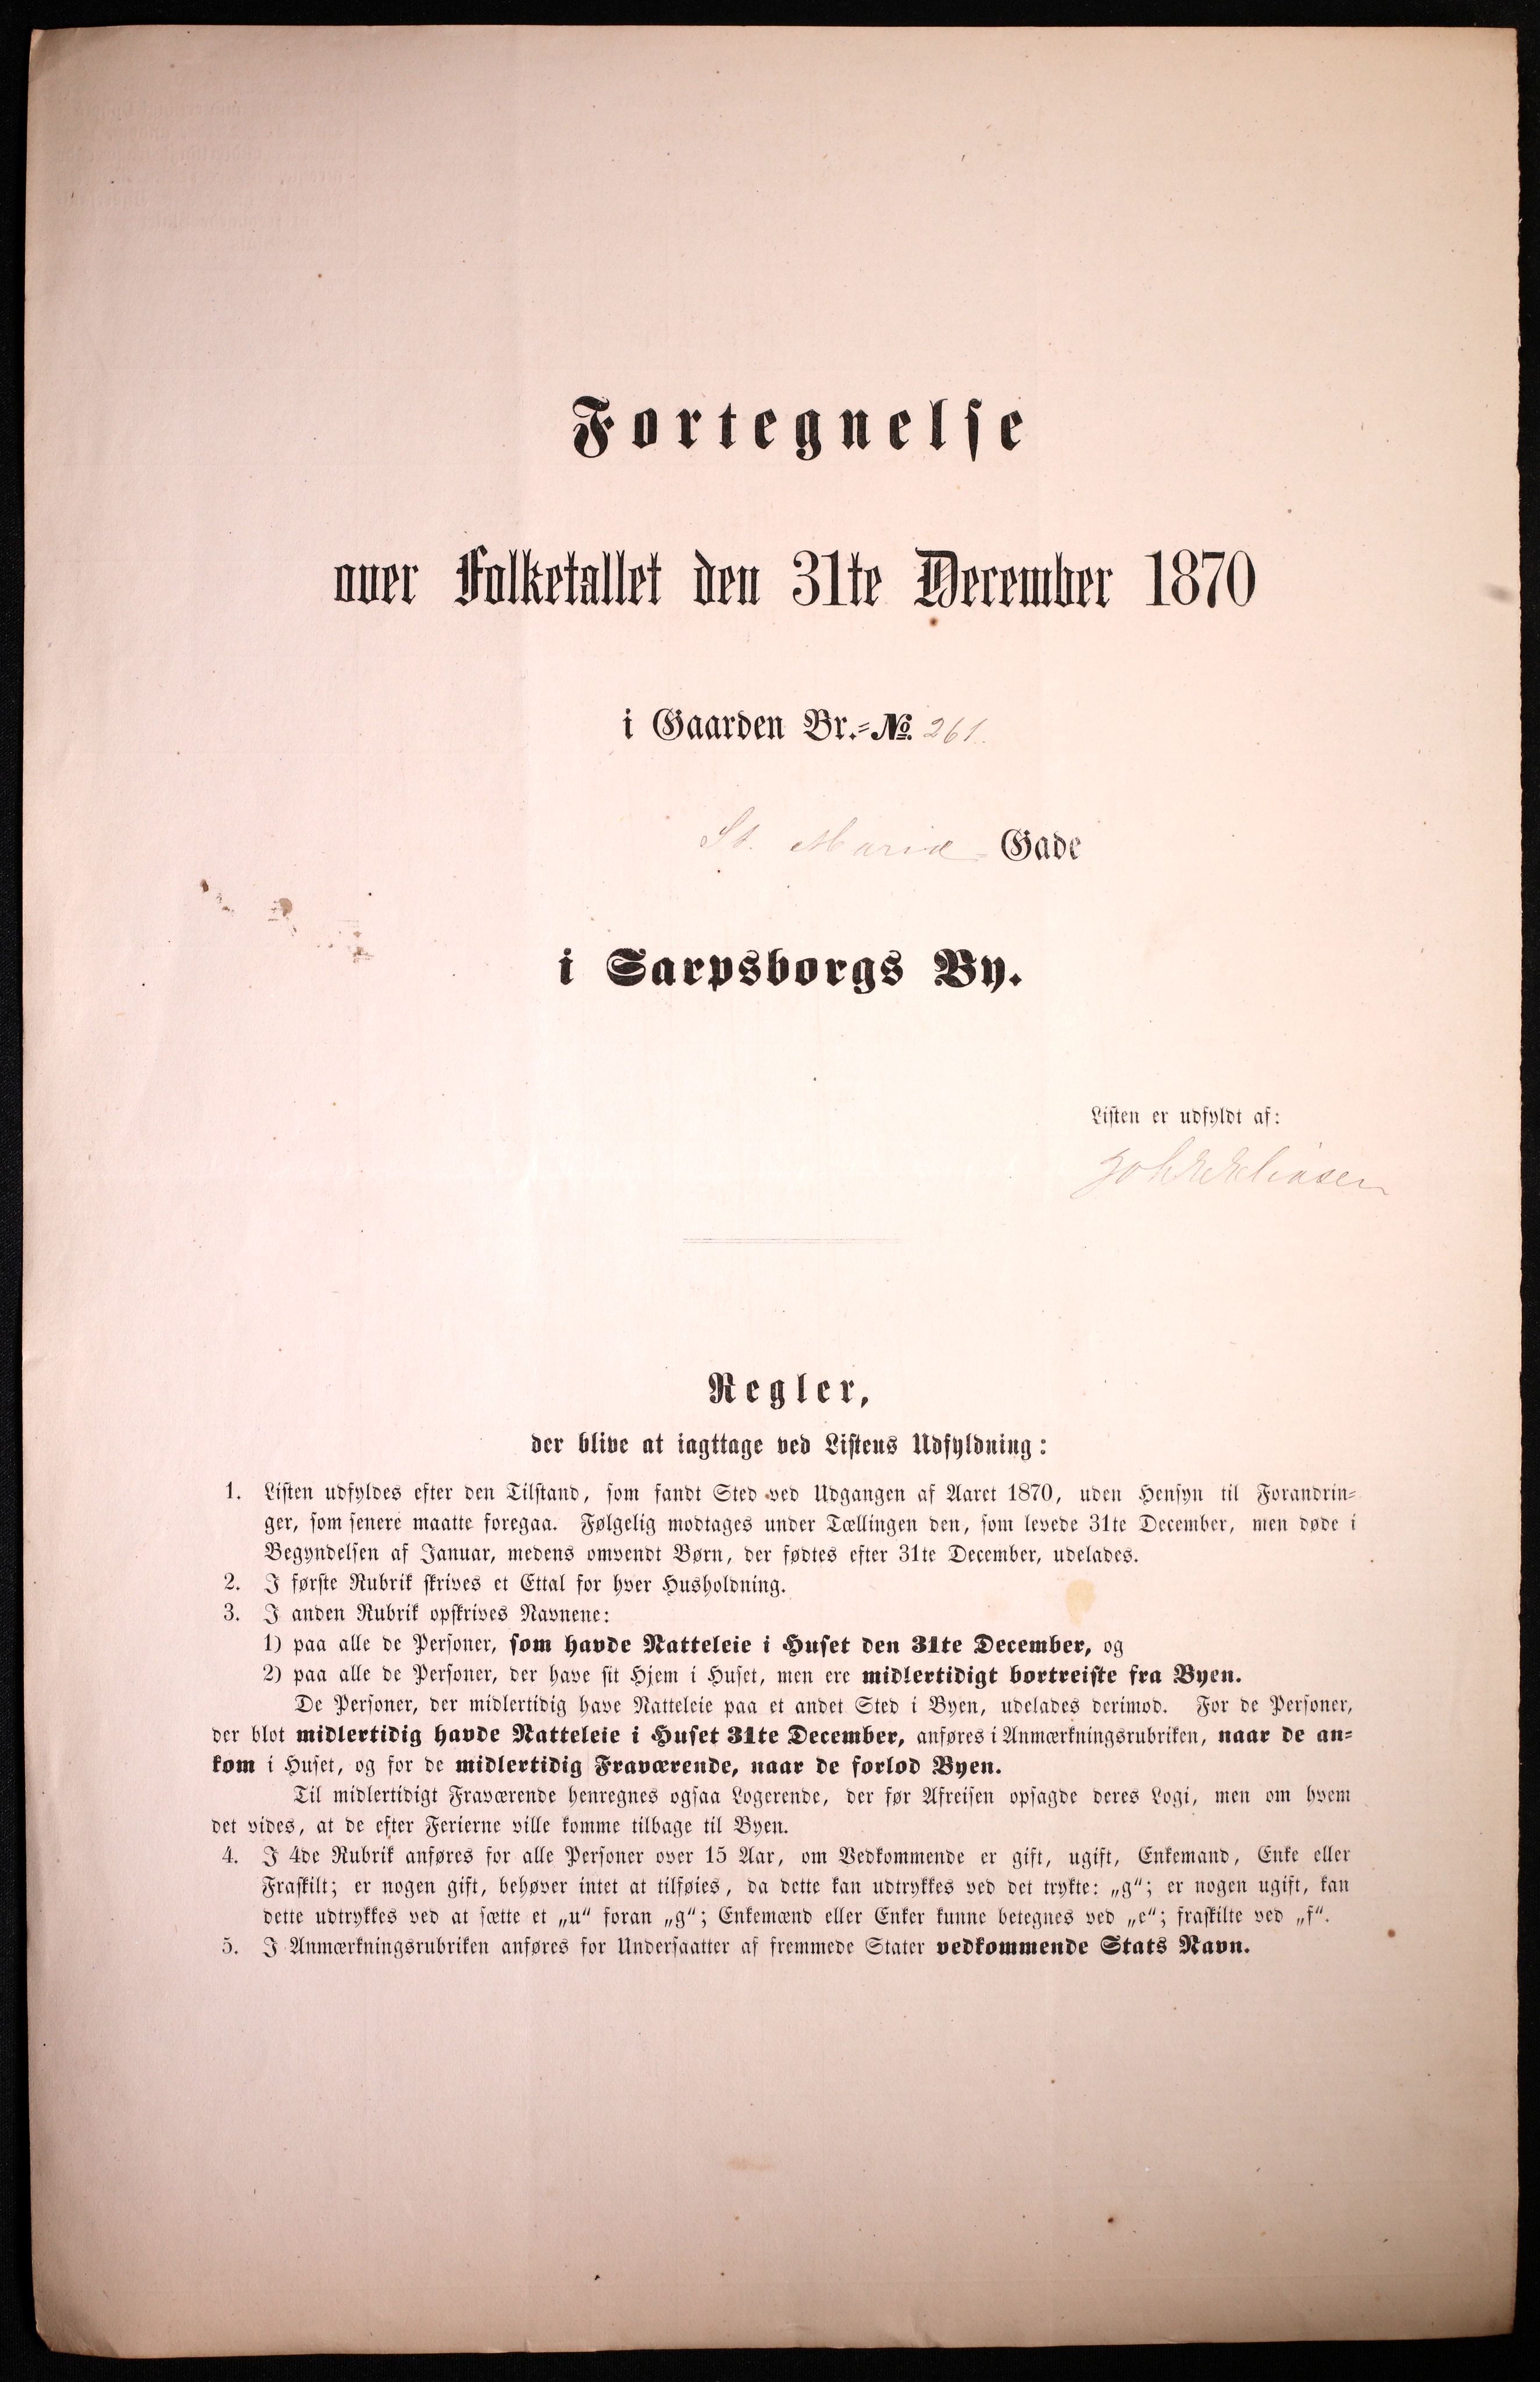 Fortegnelse
over Folketallet den 31te December 1870
i Gaarden Br.-No. 261.
St. Mariæ Gade
i Sarpsborgs By.
Listen er udfyldt af:
Regler,
der blive at iagttage ved Listens Udfyldning:
1. Listen udfyldes efter den Tilstand, som fandt Sted ved Udgangen af Aaret 1870, uden Hensyn til Forandrin-
ger, som senere maatte foregaa. Følgelig modtages under Tællingen den, som levede 31te December, men døde i
Begyndelsen af Januar, medens omvendt Børn, der fødtes efter 31te December, udelades.
2. I første Rubrik skrives et Ettal for hver Husholdning.
3. I anden Rubrik opskrives Navnene:
1) paa alle de Personer, som havde Natteleie i Huset den 31te December, og
2) paa alle de Personer, der have sit Hjem i Huset, men ere midlertidigt bortreiste fra Byen.
De Personer, der midlertidig have Natteleie paa et andet Sted i Byen, udelades derimod. For de Personer,
der blot midlertidig havde Natteleie i Huset 31te December, anføres i Anmærkningsrubriken, naar de an-
kom i Huset, og for de midlertidig Fraværende, naar de forlod Byen.
Til midlertidigt Fraværende henregnes ogsaa Logerende, der før Afreisen opsagde deres Logi, men om hvem
det vides, at de efter Ferierne ville komme tilbage til Byen.
4. I 4de Rubrik anføres for alle Personer over 15 Aar, om Vedkommende er gift, ugift, Enkemand, Enke eller
Fraskilt; er nogen gift, behøver intet at tilføies, da dette kan udtrykkes ved det trykte: „g“; er nogen ugift, kan
dette udtrykkes ved at sætte et „u“ foran „g“; Enkemænd eller Enker kunne betegnes ved „e“; fraskilte ved „f“.
5. I Anmærkningsrubriken anføres for Undersaatter af fremmede Stater vedkommende Stats Navn.